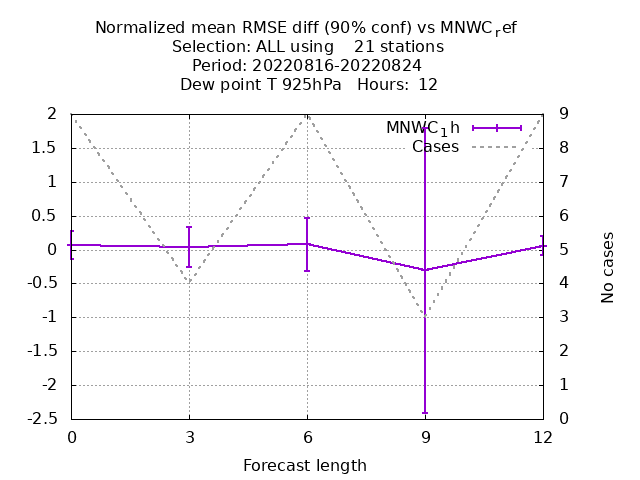 Normalized mean RMSE diff (90% conf) vs MNWC_ref
Selection: ALL using    21 stations
Period: 20220816-20220824
Dew point T 925hPa   Hours:  12
MNWC_1h
Cases
2
1.5
1
0.5
0
-0.5
-1
-1.5
-2
-2.5
9
8
7
6
5
4
3
2
1
0
No cases
0 3 6 9 12
Forecast length